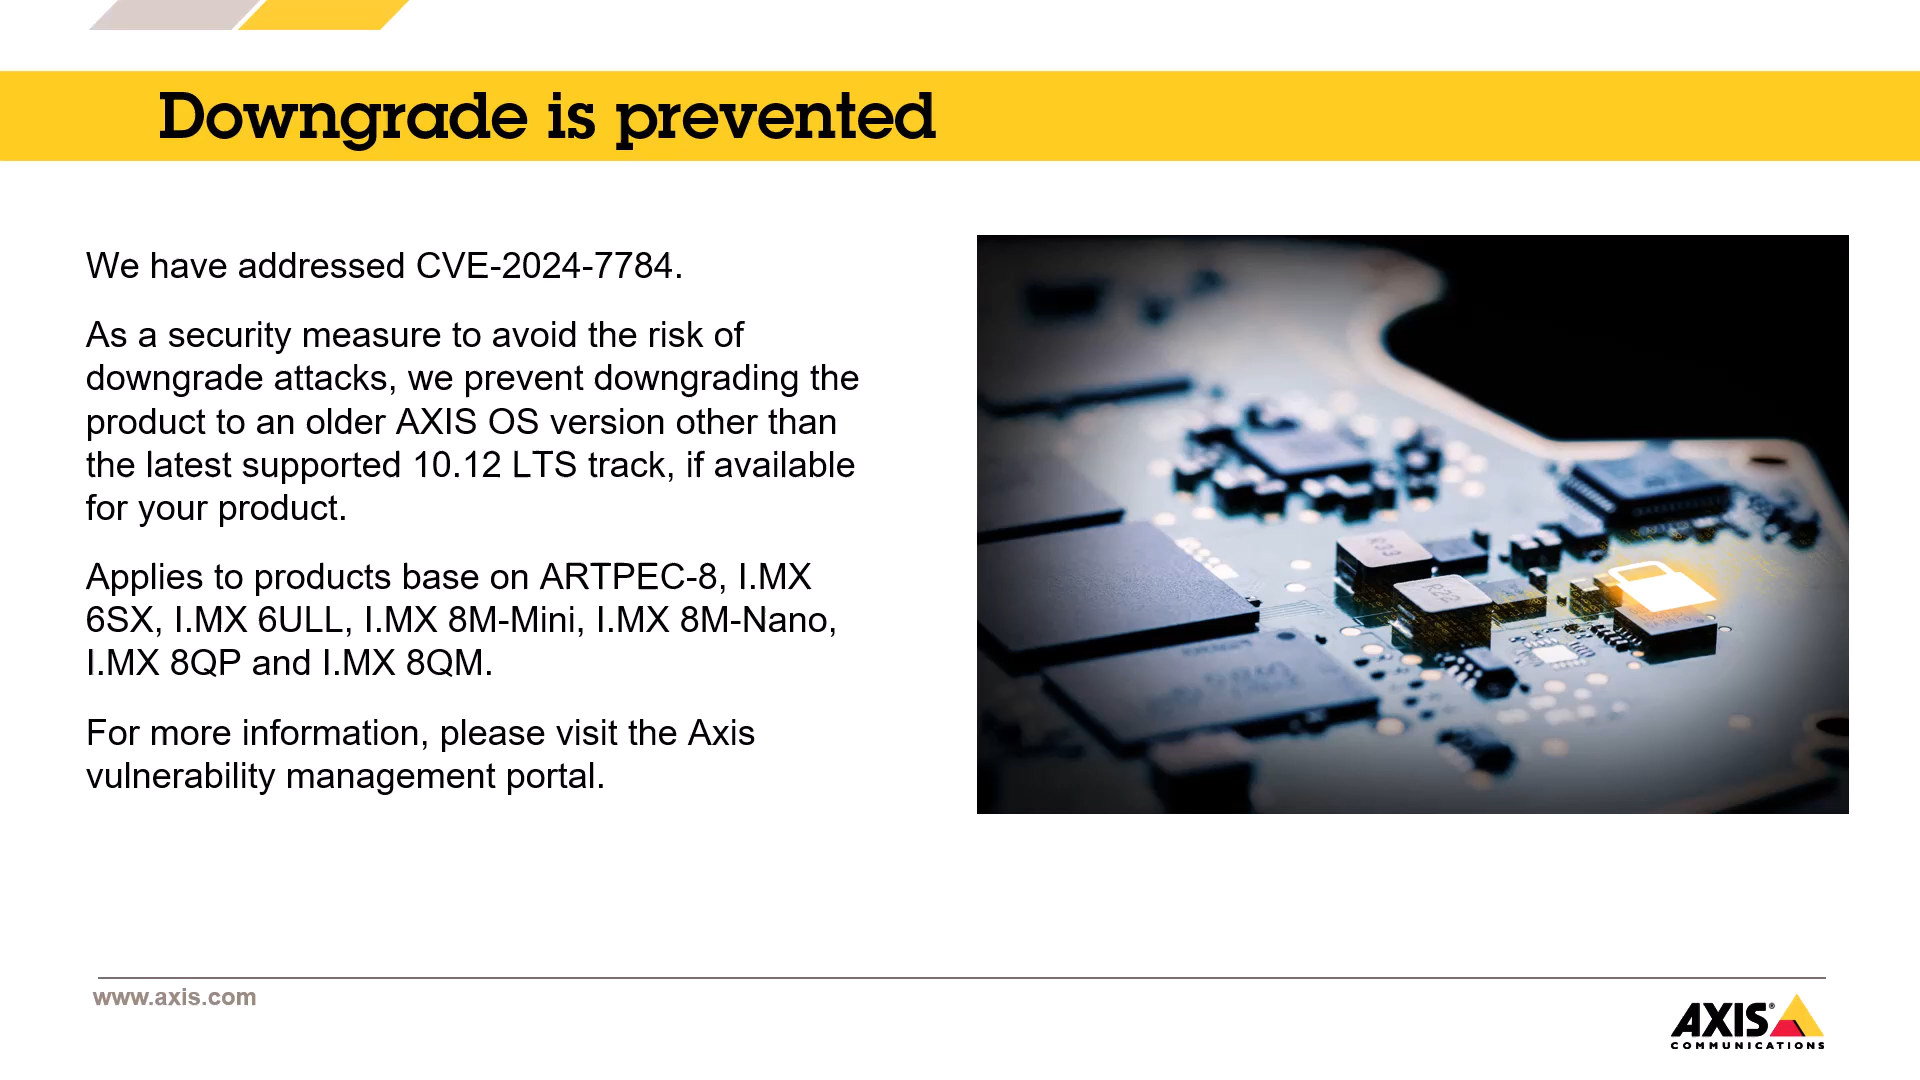 Downgrade is prevented
We have addressed CVE-2024-7784.
As a security measure to avoid the risk of
downgrade attacks, we prevent downgrading the
product to an older AXIS OS version other than
the latest supported 10.12 LTS track, if available
for your product.
Applies to products base on ARTPEC-8, I.MX
6SX, I.MX 6ULL, I.MX 8M-Mini, I.MX 8M-Nano,
I.MX 8QP and I.MX 8QM.
For more information, please visit the Axis
vulnerability management portal.
R33
R22
www.axis.com
AXIS®
COMMUNICATIONS